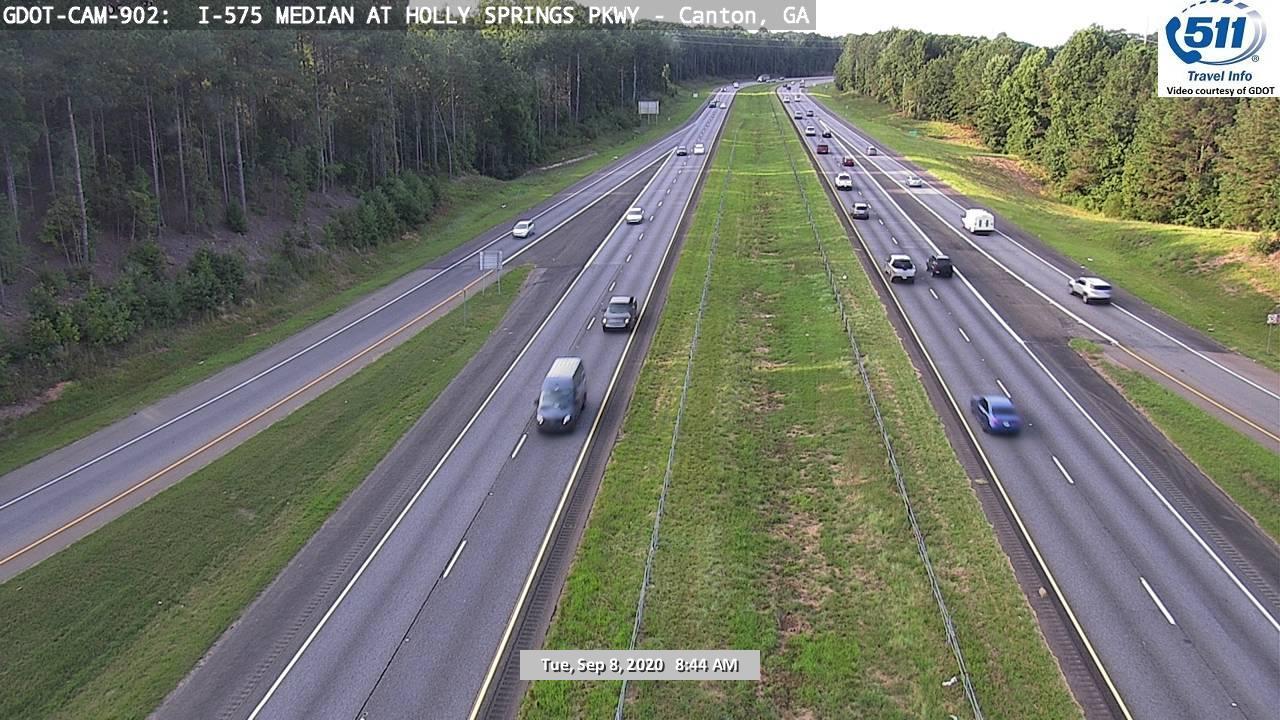 GDOT-CAM-902: I-575 MEDIAN AT HOLLY SPRINGS PKWY - Canton, GA
511
®
Travel Info
Video courtesy of GDOT
Tue, Sep 8, 2020 8:44 AM